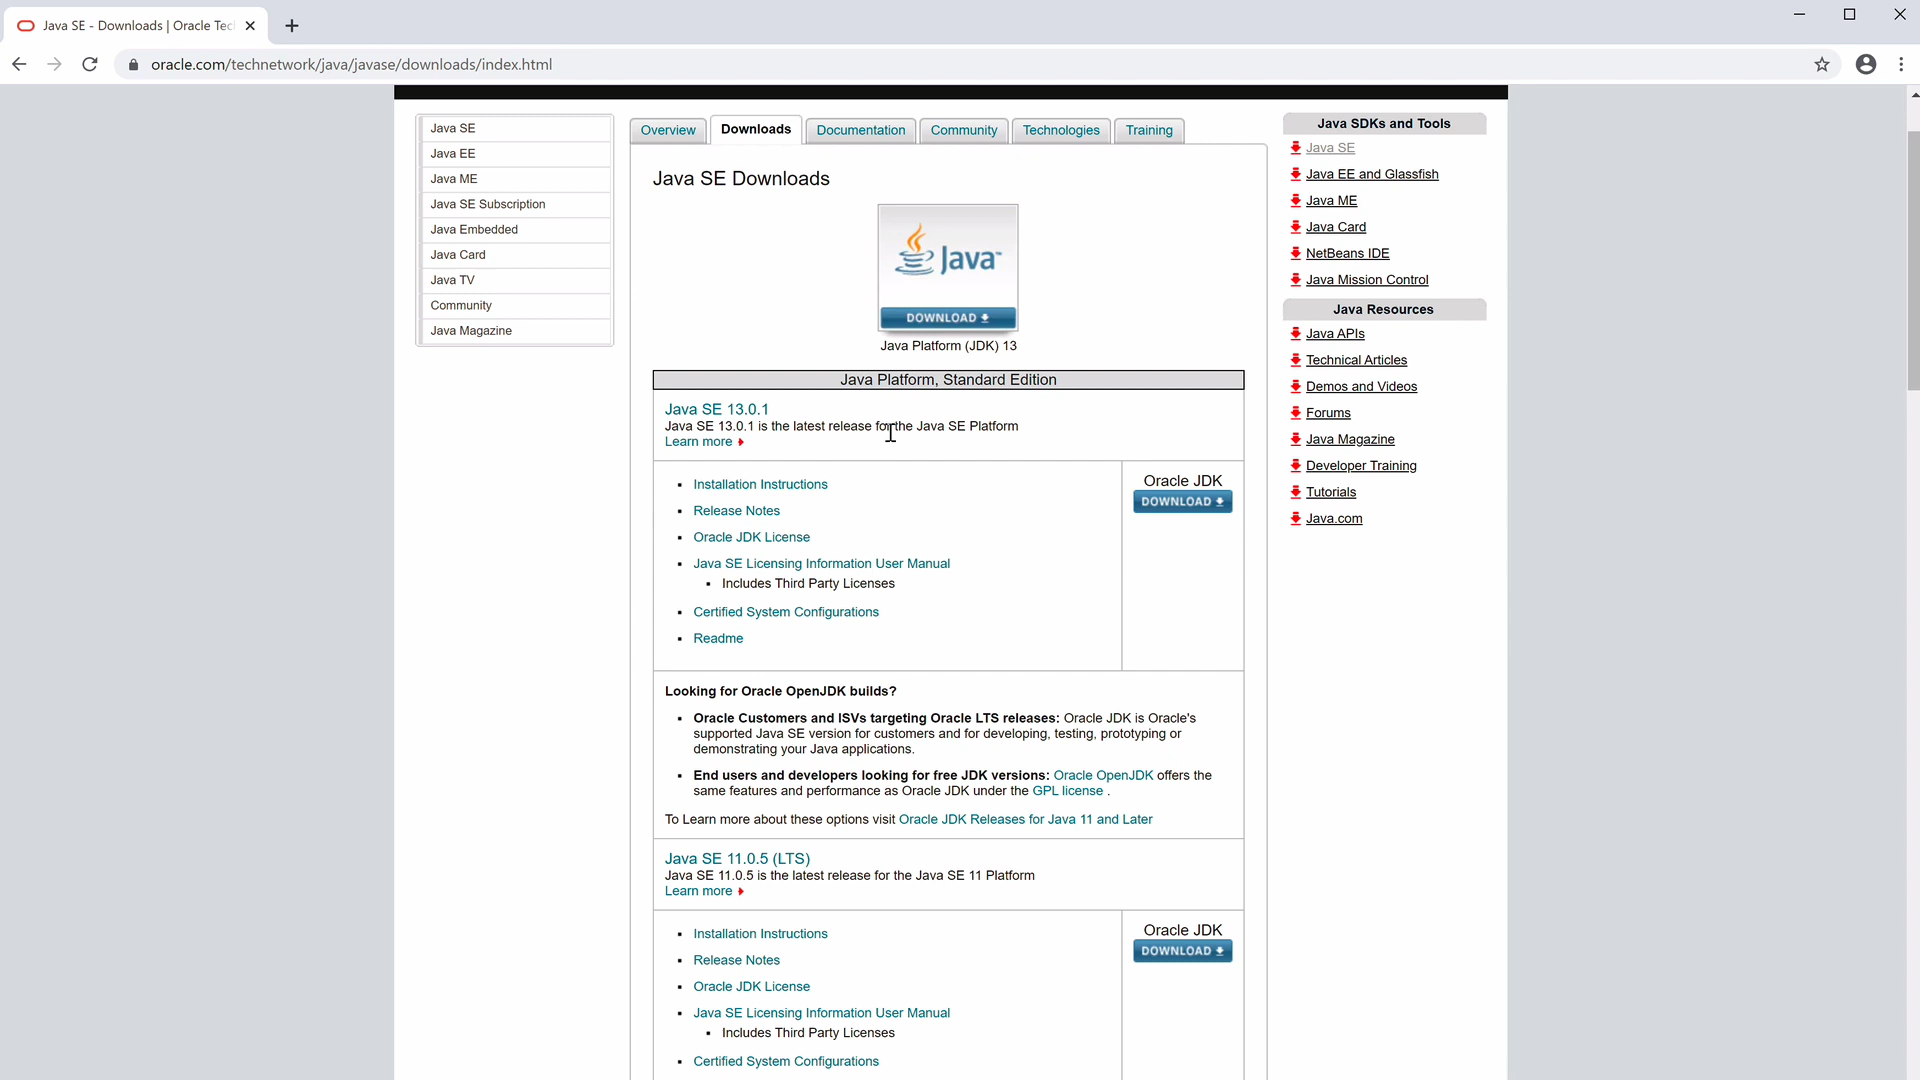 Java SE - Downloads | Oracle Tec
oracle.com/technetwork/java/javase/downloads/index.html
Java SE
Java EE
Java ME
Java SE Subscription
Java Embedded
Java Card
Java TV
Community
Java Magazine
Overview
Downloads
Documentation
Community
Technologies
Training
Java SE Downloads
Java™
DOWNLOAD
Java Platform (JDK) 13
Java Platform, Standard Edition
Java SE 13.0.1
Java SE 13.0.1 is the latest release for the Java SE Platform
Learn more
Installation Instructions
Release Notes
Oracle JDK License
Java SE Licensing Information User Manual
Includes Third Party Licenses
Certified System Configurations
Readme
Oracle JDK
DOWNLOAD
Looking for Oracle OpenJDK builds?
Oracle Customers and ISVs targeting Oracle LTS releases: Oracle JDK is Oracle's
supported Java SE version for customers and for developing, testing, prototyping or
demonstrating your Java applications.
End users and developers looking for free JDK versions: Oracle OpenJDK offers the
same features and performance as Oracle JDK under the GPL license .
To Learn more about these options visit Oracle JDK Releases for Java 11 and Later
Java SE 11.0.5 (LTS)
Java SE 11.0.5 is the latest release for the Java SE 11 Platform
Learn more
Installation Instructions
Release Notes
Oracle JDK License
Java SE Licensing Information User Manual
Includes Third Party Licenses
Certified System Configurations
Oracle JDK
DOWNLOAD
Java SDKs and Tools
Java SE
Java EE and Glassfish
Java ME
Java Card
NetBeans IDE
Java Mission Control
Java Resources
Java APIs
Technical Articles
Demos and Videos
Forums
Java Magazine
Developer Training
Tutorials
Java.com